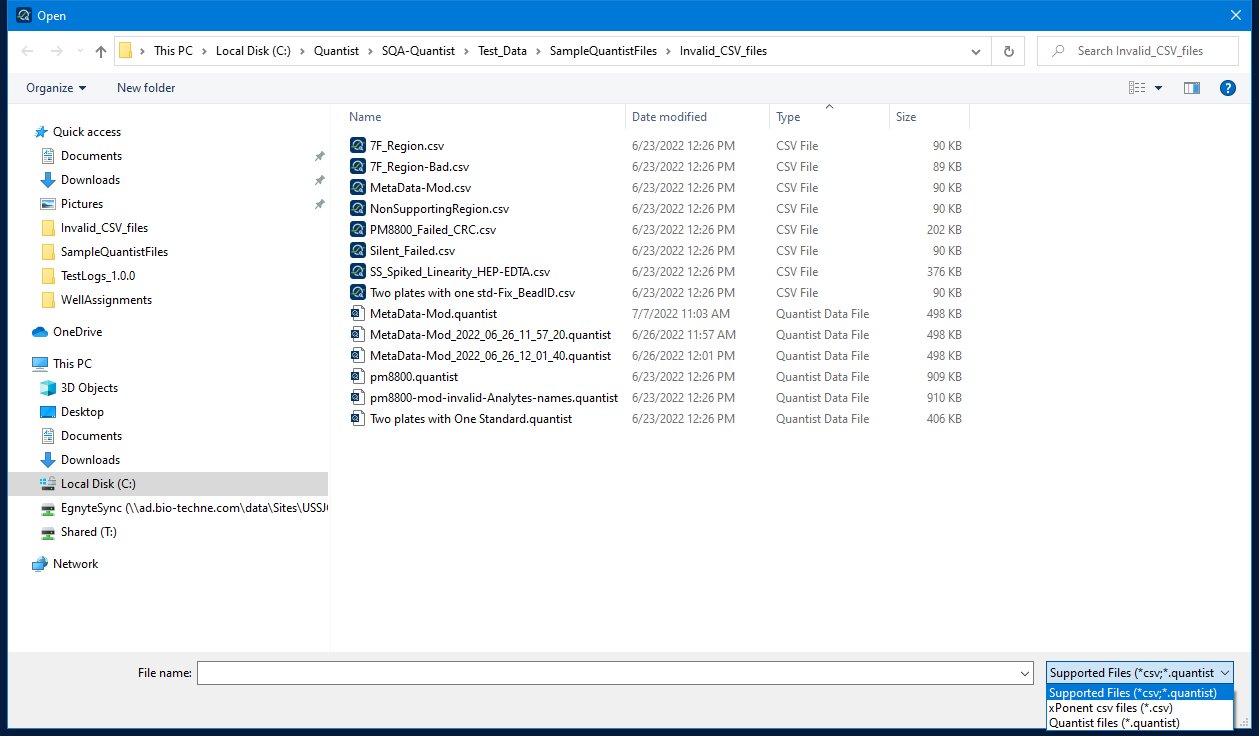 Open
This PC > Local Disk (C:) > Quantist > SQA-Quantist > Test_Data > SampleQuantistFiles > Invalid_CSV_files
Search Invalid_CSV_files
Organize
New folder
Quick access
Documents
Downloads
Pictures
Invalid_CSV_files
SampleQuantistFiles
TestLogs_1.0.0
WellAssignments
OneDrive
This PC
3D Objects
Desktop
Documents
Downloads
Local Disk (C:)
EgnyteSync (\\ad.bio-techne.com\data\Sites\USSJ
Shared (T:)
Network
Name Date modified Type Size
7F_Region.csv 6/23/2022 12:26 PM CSV File 90 KB
7F_Region-Bad.csv 6/23/2022 12:26 PM CSV File 89 KB
MetaData-Mod.csv 6/23/2022 12:26 PM CSV File 90 KB
NonSupportingRegion.csv 6/23/2022 12:26 PM CSV File 90 KB
PM8800_Failed_CRC.csv 6/23/2022 12:26 PM CSV File 202 KB
Silent_Failed.csv 6/23/2022 12:26 PM CSV File 90 KB
SS_Spiked_Linearity_HEP-EDTA.csv 6/23/2022 12:26 PM CSV File 376 KB
Two plates with one std-Fix_BeadID.csv 6/23/2022 12:26 PM CSV File 90 KB
MetaData-Mod.quantist 7/7/2022 11:03 AM Quantist Data File 498 KB
MetaData-Mod_2022_06_26_11_57_20.quantist 6/26/2022 11:57 AM Quantist Data File 498 KB
MetaData-Mod_2022_06_26_12_01_40.quantist 6/26/2022 12:01 PM Quantist Data File 498 KB
pm8800.quantist 6/23/2022 12:26 PM Quantist Data File 909 KB
pm8800-mod-invalid-Analytes-names.quantist 6/23/2022 12:26 PM Quantist Data File 910 KB
Two plates with One Standard.quantist 6/23/2022 12:26 PM Quantist Data File 406 KB
File name:
Supported Files (*csv;*.quantist
Supported Files (*csv;*.quantist)
xPonent csv files (*.csv)
Quantist files (*.quantist)